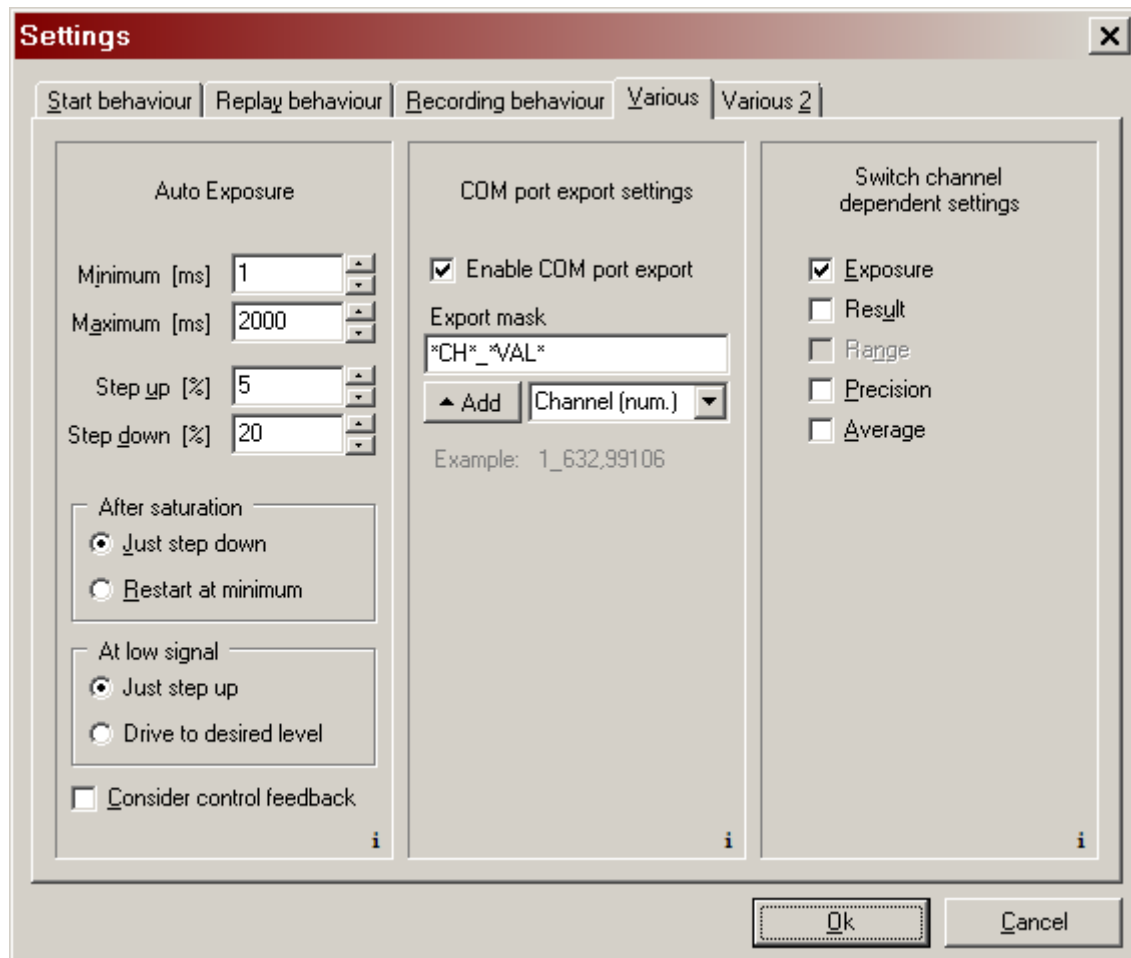 Settings
Start behaviour
Replay behaviour
Recording behaviour
Various
Various 2
Auto Exposure
Minimum [ms]
1
Maximum [ms]
2000
Step up [%]
5
Step down [%]
20
After saturation
Just step down
Restart at minimum
At low signal
Just step up
Drive to desired level
Consider control feedback
i
COM port export settings
Enable COM port export
Export mask
*CH*_*VAL*
Add
Channel (num.)
Example: 1_632,99106
i
Switch channel
dependent settings
Exposure
Result
Range
Precision
Average
i
Ok
Cancel